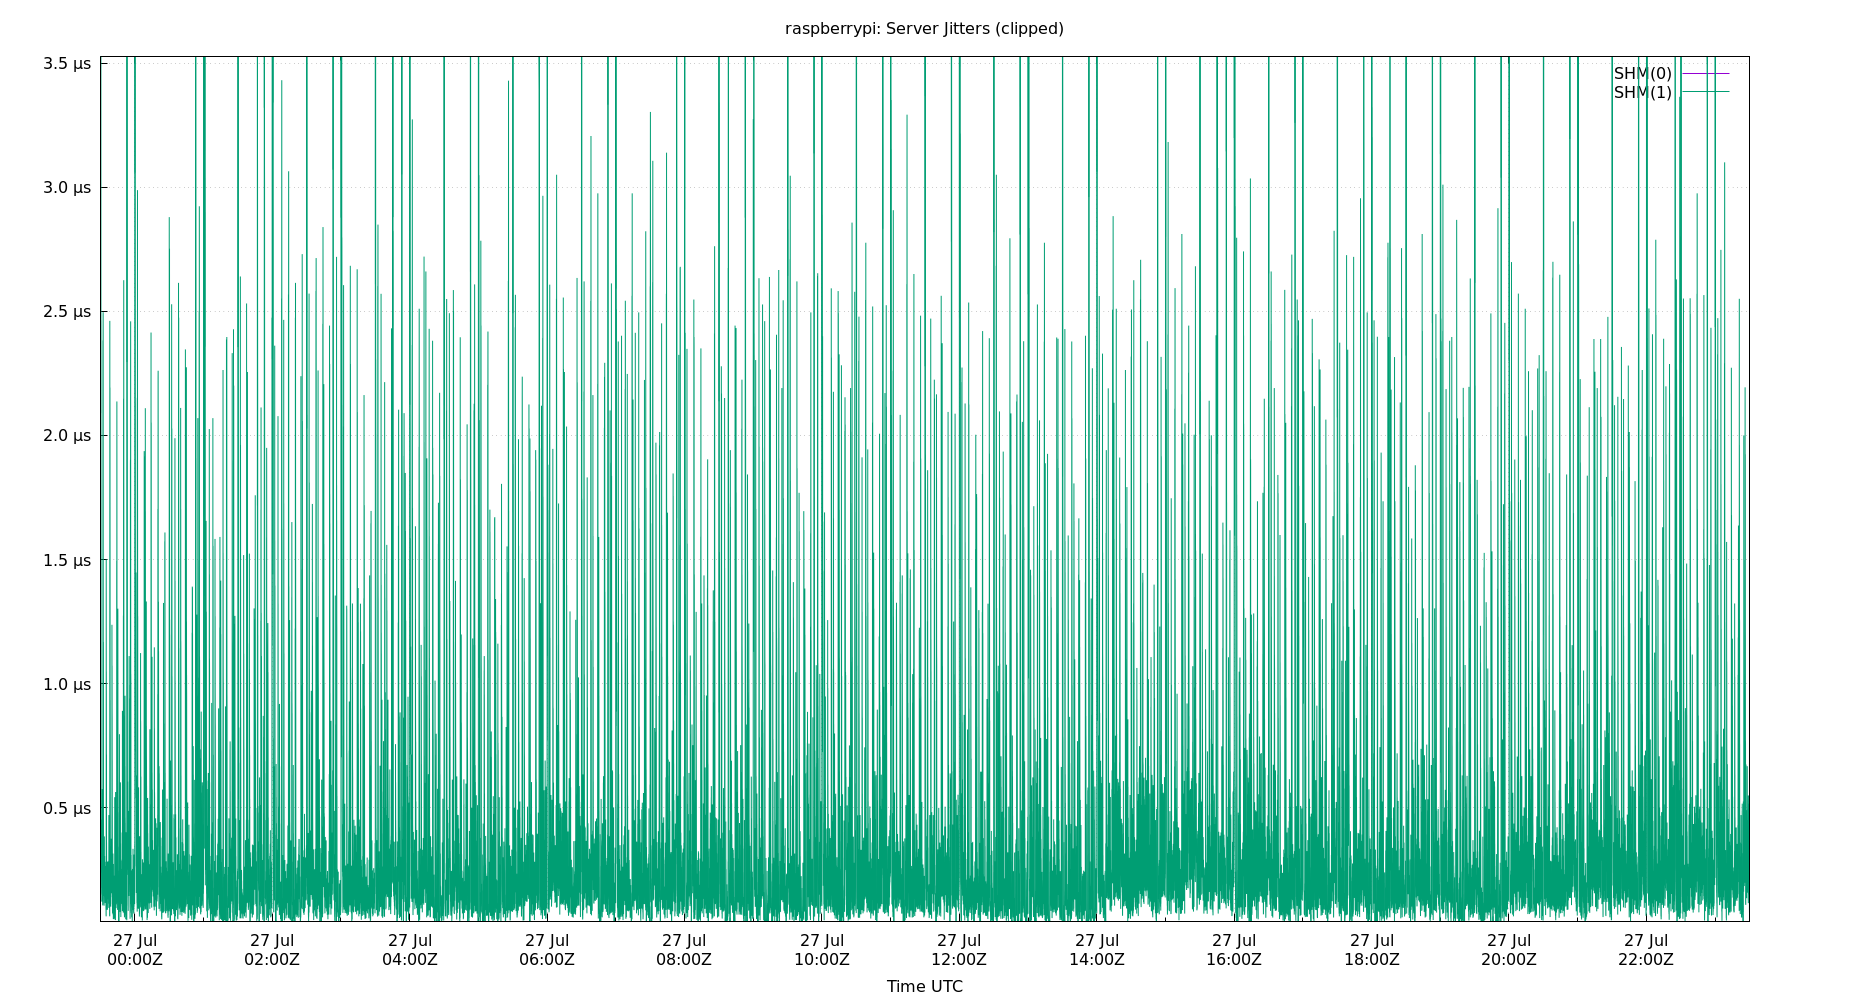 raspberrypi: Server Jitters (clipped)
3.5 µs
SHM(0)
SHM(1)
3.0 µs
2.5 µs
2.0 µs
1.5 µs
1.0 µs
0.5 µs
27 Jul 27 Jul 27 Jul 27 Jul 27 Jul 27 Jul 27 Jul 27 Jul 27 Jul 27 Jul 27 Jul 27 Jul
00:00Z 02:00Z 04:00Z 06:00Z 08:00Z 10:00Z 12:00Z 14:00Z 16:00Z 18:00Z 20:00Z 22:00Z
Time UTC